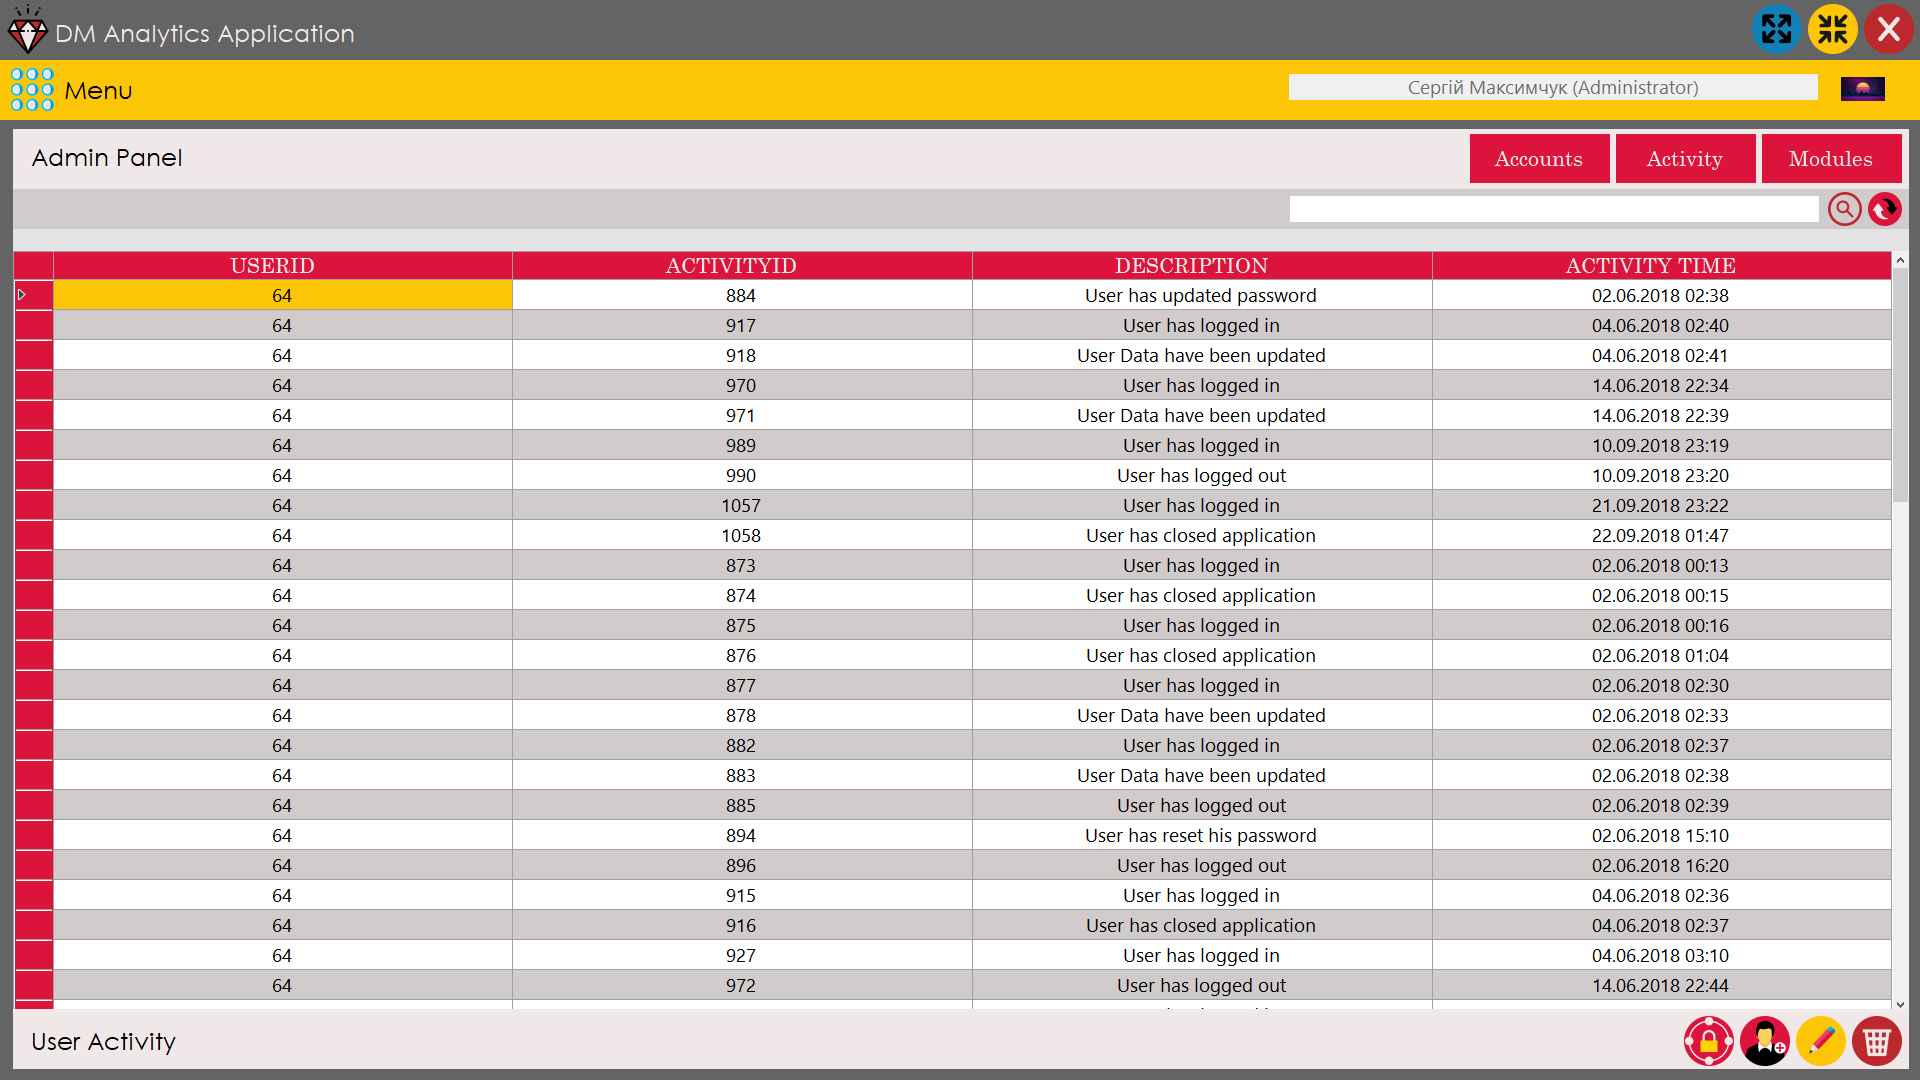 DM Analytics Application
Menu
Сергій Максимчук (Administrator)
Admin Panel
Accounts
Activity
Modules
USERID ACTIVITYID DESCRIPTION ACTIVITY TIME
64 884 User has updated password 02.06.2018 02:38
64 917 User has logged in 04.06.2018 02:40
64 918 User Data have been updated 04.06.2018 02:41
64 970 User has logged in 14.06.2018 22:34
64 971 User Data have been updated 14.06.2018 22:39
64 989 User has logged in 10.09.2018 23:19
64 990 User has logged out 10.09.2018 23:20
64 1057 User has logged in 21.09.2018 23:22
64 1058 User has closed application 22.09.2018 01:47
64 873 User has logged in 02.06.2018 00:13
64 874 User has closed application 02.06.2018 00:15
64 875 User has logged in 02.06.2018 00:16
64 876 User has closed application 02.06.2018 01:04
64 877 User has logged in 02.06.2018 02:30
64 878 User Data have been updated 02.06.2018 02:33
64 882 User has logged in 02.06.2018 02:37
64 883 User Data have been updated 02.06.2018 02:38
64 885 User has logged out 02.06.2018 02:39
64 894 User has reset his password 02.06.2018 15:10
64 896 User has logged out 02.06.2018 16:20
64 915 User has logged in 04.06.2018 02:36
64 916 User has closed application 04.06.2018 02:37
64 927 User has logged in 04.06.2018 03:10
64 972 User has logged out 14.06.2018 22:44
User Activity